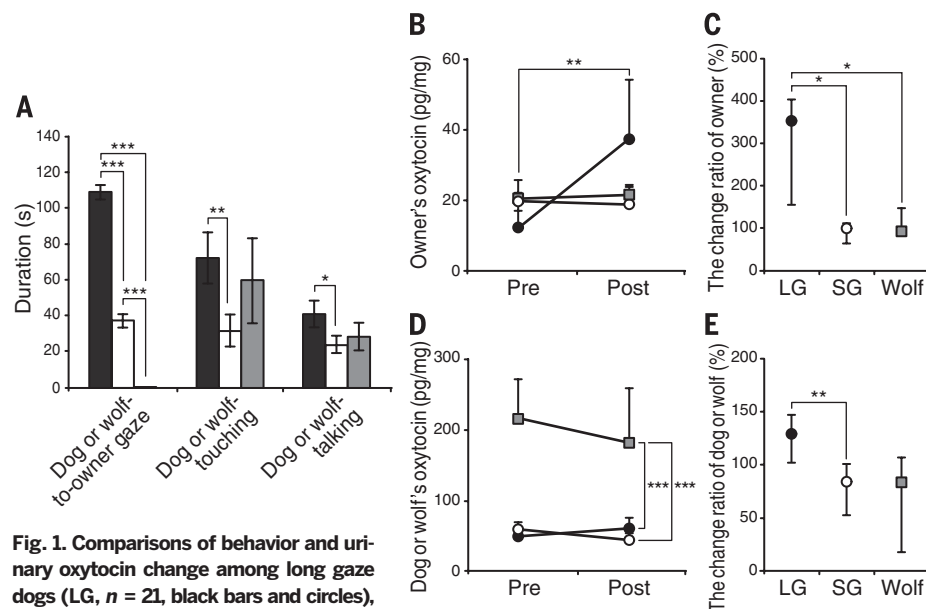 A
Duration (s)
140
120
100
80
60
40
20
0
***
***
***
**
*
Dog or wolf-
to-owner gaze
Dog or wolf-
touching
Dog or wolf-
talking
Fig. 1. Comparisons of behavior and uri-
nary oxytocin change among long gaze
dogs (LG, n = 21, black bars and circles),
B
Owner's oxytocin (pg/mg)
60
40
20
0
**
Pre Post
C
The change ratio of owner (%)
500
400
300
200
100
0
*
*
LG SG Wolf
D
Dog or wolf's oxytocin (pg/mg)
300
200
100
0
*** ***
Pre Post
E
The change ratio of dog or wolf (%)
200
150
100
50
0
**
LG SG Wolf